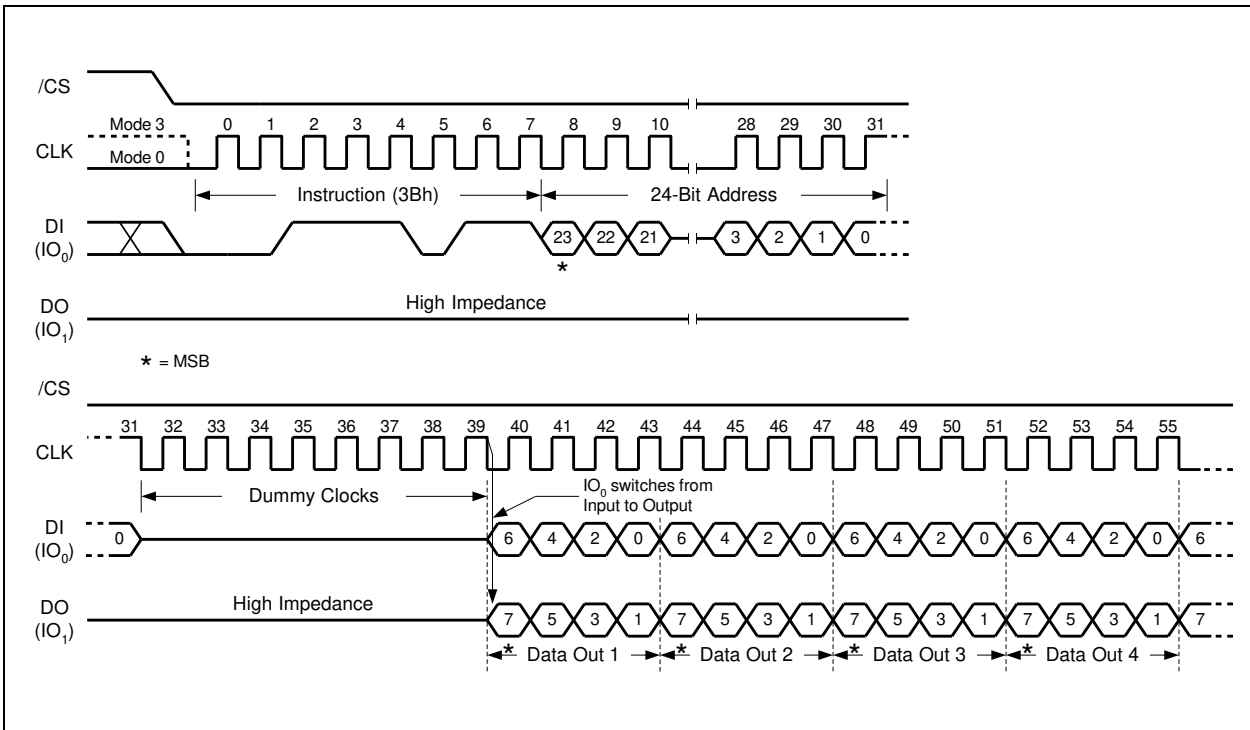 /CS
Mode 3 0 1 2 3 4 5 6 7 8 9 10 28 29 30 31
CLK
Mode 0
Instruction (3Bh) 24-Bit Address
DI
(IO0) 23 22 21 3 2 1 0
*
DO High Impedance
(IO1)
* = MSB
/CS
31 32 33 34 35 36 37 38 39 40 41 42 43 44 45 46 47 48 49 50 51 52 53 54 55
CLK
Dummy Clocks IO0 switches from
Input to Output
DI
(IO0) 0 6 4 2 0 6 4 2 0 6 4 2 0 6 4 2 0 6
DO High Impedance
(IO1) 7 5 3 1 7 5 3 1 7 5 3 1 7 5 3 1 7
* Data Out 1 * Data Out 2 * Data Out 3 * Data Out 4